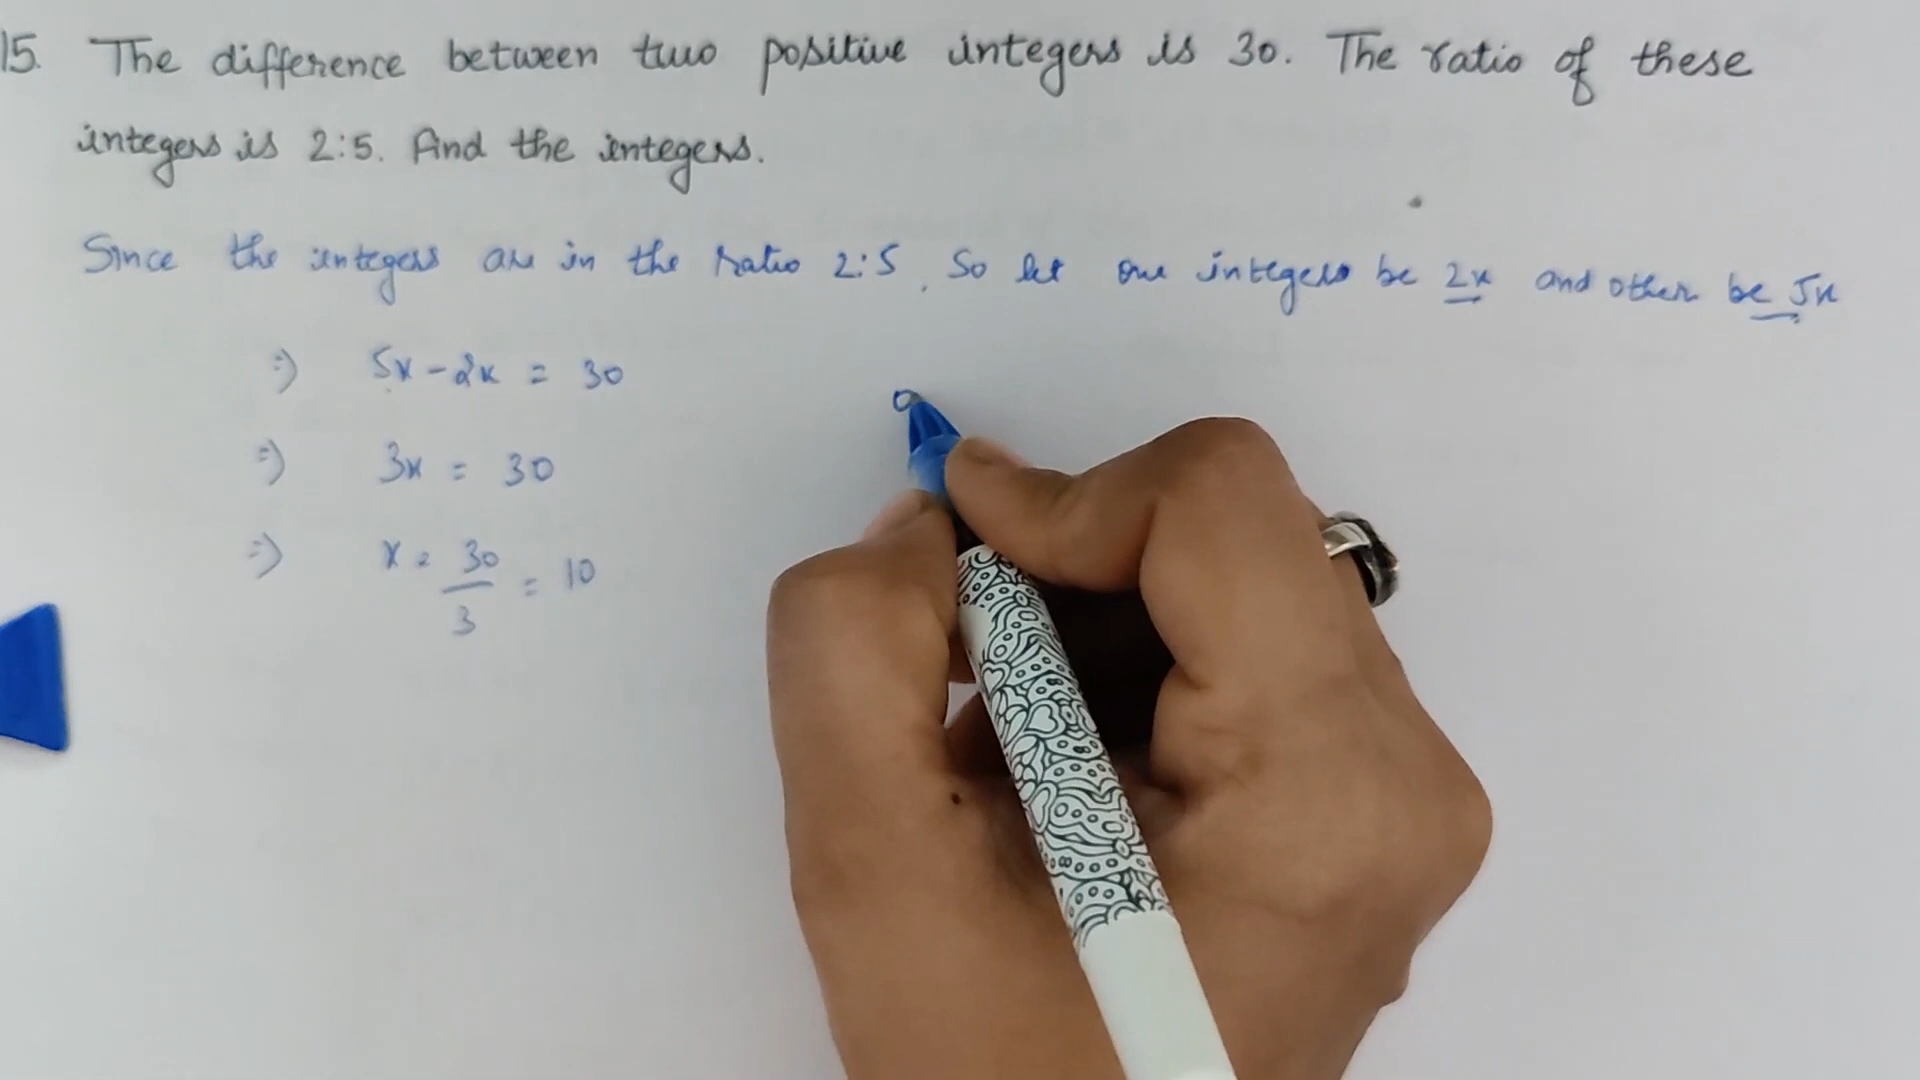 15. The difference between two positive integers is 30. The ratio of these
integers is 2:5. Find the integers.
Since the integers are in the ratio 2:5, So let one integers be 2x and other be 5x
⇒ 5x - 2x = 30
⇒ 3x = 30
⇒ x = 30/3 = 10